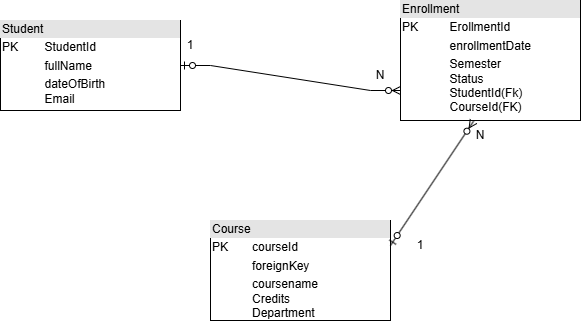 Student
PK StudentId
fullName
dateOfBirth
Email
1
N
Enrollment
PK ErollmentId
enrollmentDate
Semester
Status
StudentId(Fk)
CourseId(FK)
N
1
Course
PK courseId
foreignKey
coursename
Credits
Department